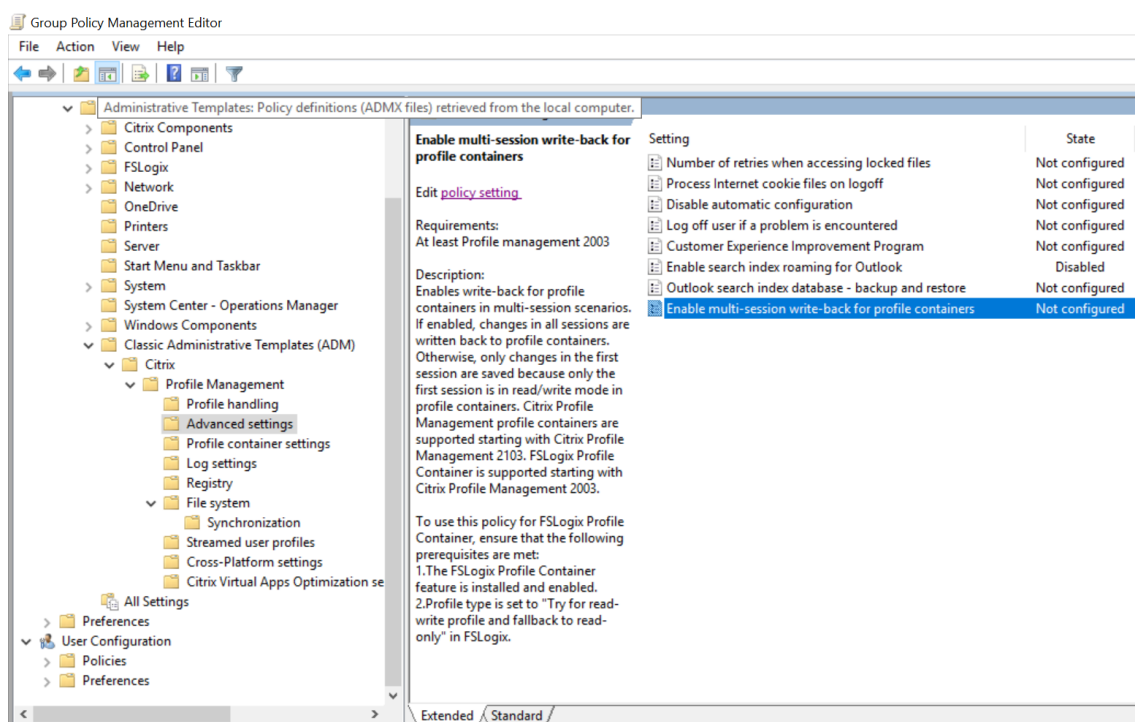 Group Policy Management Editor
File Action View Help
Administrative Templates: Policy definitions (ADMX files) retrieved from the local computer.
Citrix Components
Control Panel
FSLogix
Network
OneDrive
Printers
Server
Start Menu and Taskbar
System
System Center - Operations Manager
Windows Components
Classic Administrative Templates (ADM)
Citrix
Profile Management
Profile handling
Advanced settings
Profile container settings
Log settings
Registry
File system
Synchronization
Streamed user profiles
Cross-Platform settings
Citrix Virtual Apps Optimization se
All Settings
Preferences
User Configuration
Policies
Preferences
Enable multi-session write-back for
profile containers
Edit policy setting
Requirements:
At least Profile management 2003
Description:
Enables write-back for profile
containers in multi-session scenarios.
If enabled, changes in all sessions are
written back to profile containers.
Otherwise, only changes in the first
session are saved because only the
first session is in read/write mode in
profile containers. Citrix Profile
Management profile containers are
supported starting with Citrix Profile
Management 2103. FSLogix Profile
Container is supported starting with
Citrix Profile Management 2003.
To use this policy for FSLogix Profile
Container, ensure that the following
prerequisites are met:
1.The FSLogix Profile Container
feature is installed and enabled.
2.Profile type is set to "Try for read-
write profile and fallback to read-
only" in FSLogix.
Setting State
Number of retries when accessing locked files Not configured
Process Internet cookie files on logoff Not configured
Disable automatic configuration Not configured
Log off user if a problem is encountered Not configured
Customer Experience Improvement Program Not configured
Enable search index roaming for Outlook Disabled
Outlook search index database - backup and restore Not configured
Enable multi-session write-back for profile containers Not configured
Extended Standard